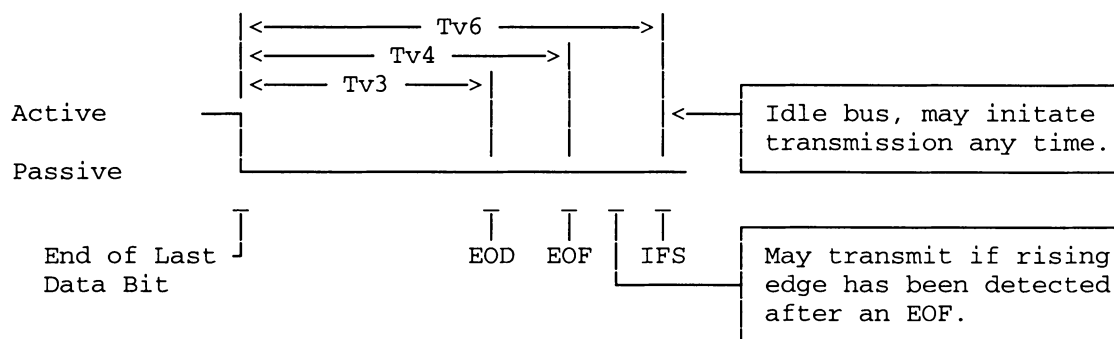 Tv6
Tv4
Tv3
Active
Idle bus, may initate
transmission any time.
Passive
End of Last
Data Bit
EOD
EOF
IFS
May transmit if rising
edge has been detected
after an EOF.